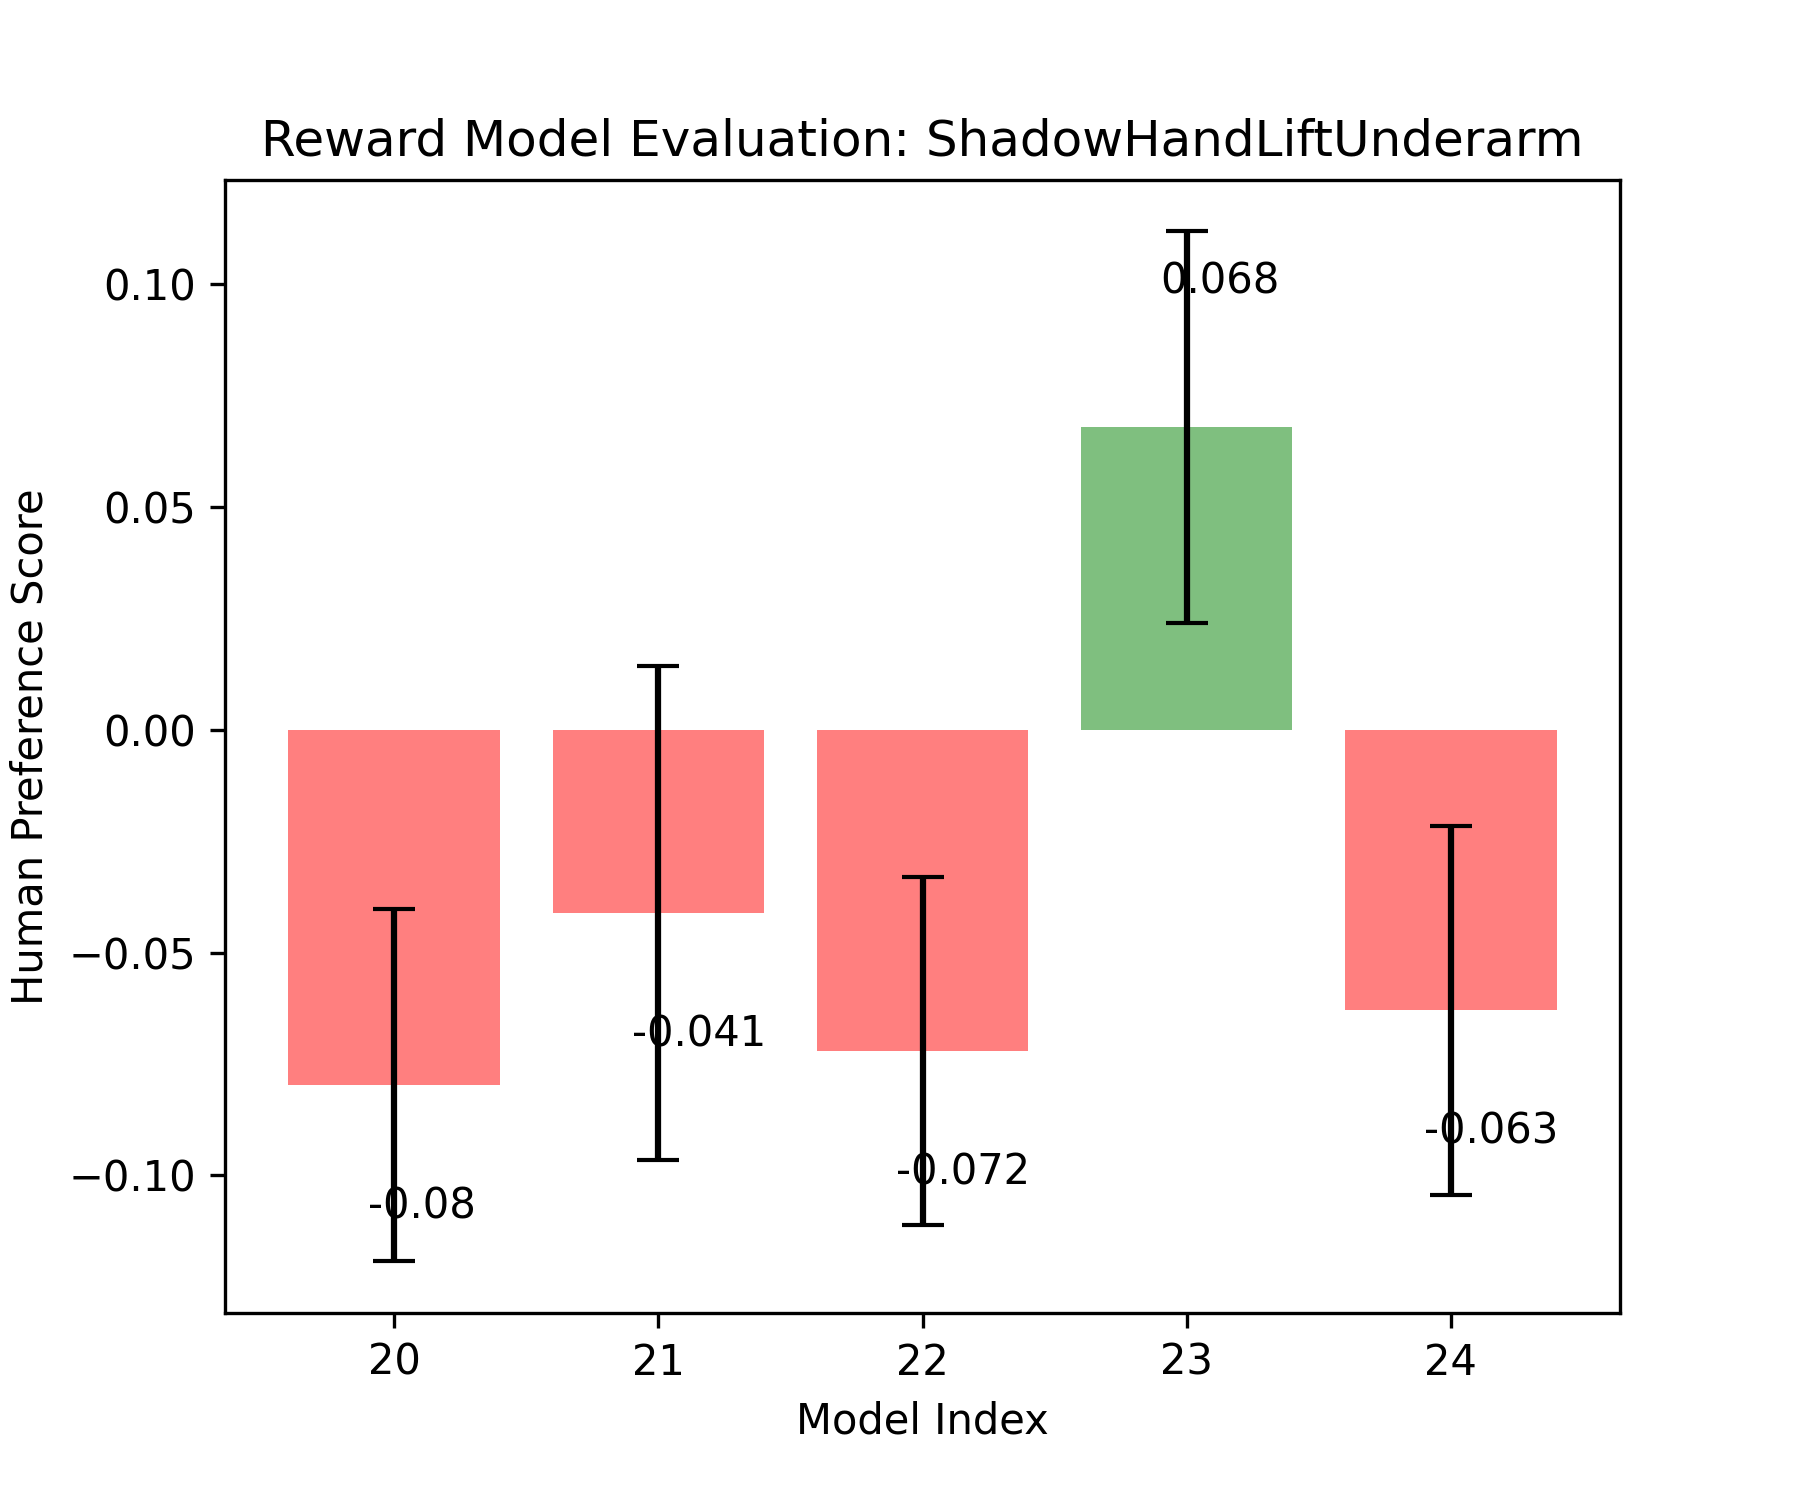 Reward Model Evaluation: ShadowHandLiftUnderarm
Human Preference Score
0.10
0.05
0.00
−0.05
−0.10
0.068
-0.041
-0.063
-0.072
-0.08
20 21 22 23 24
Model Index